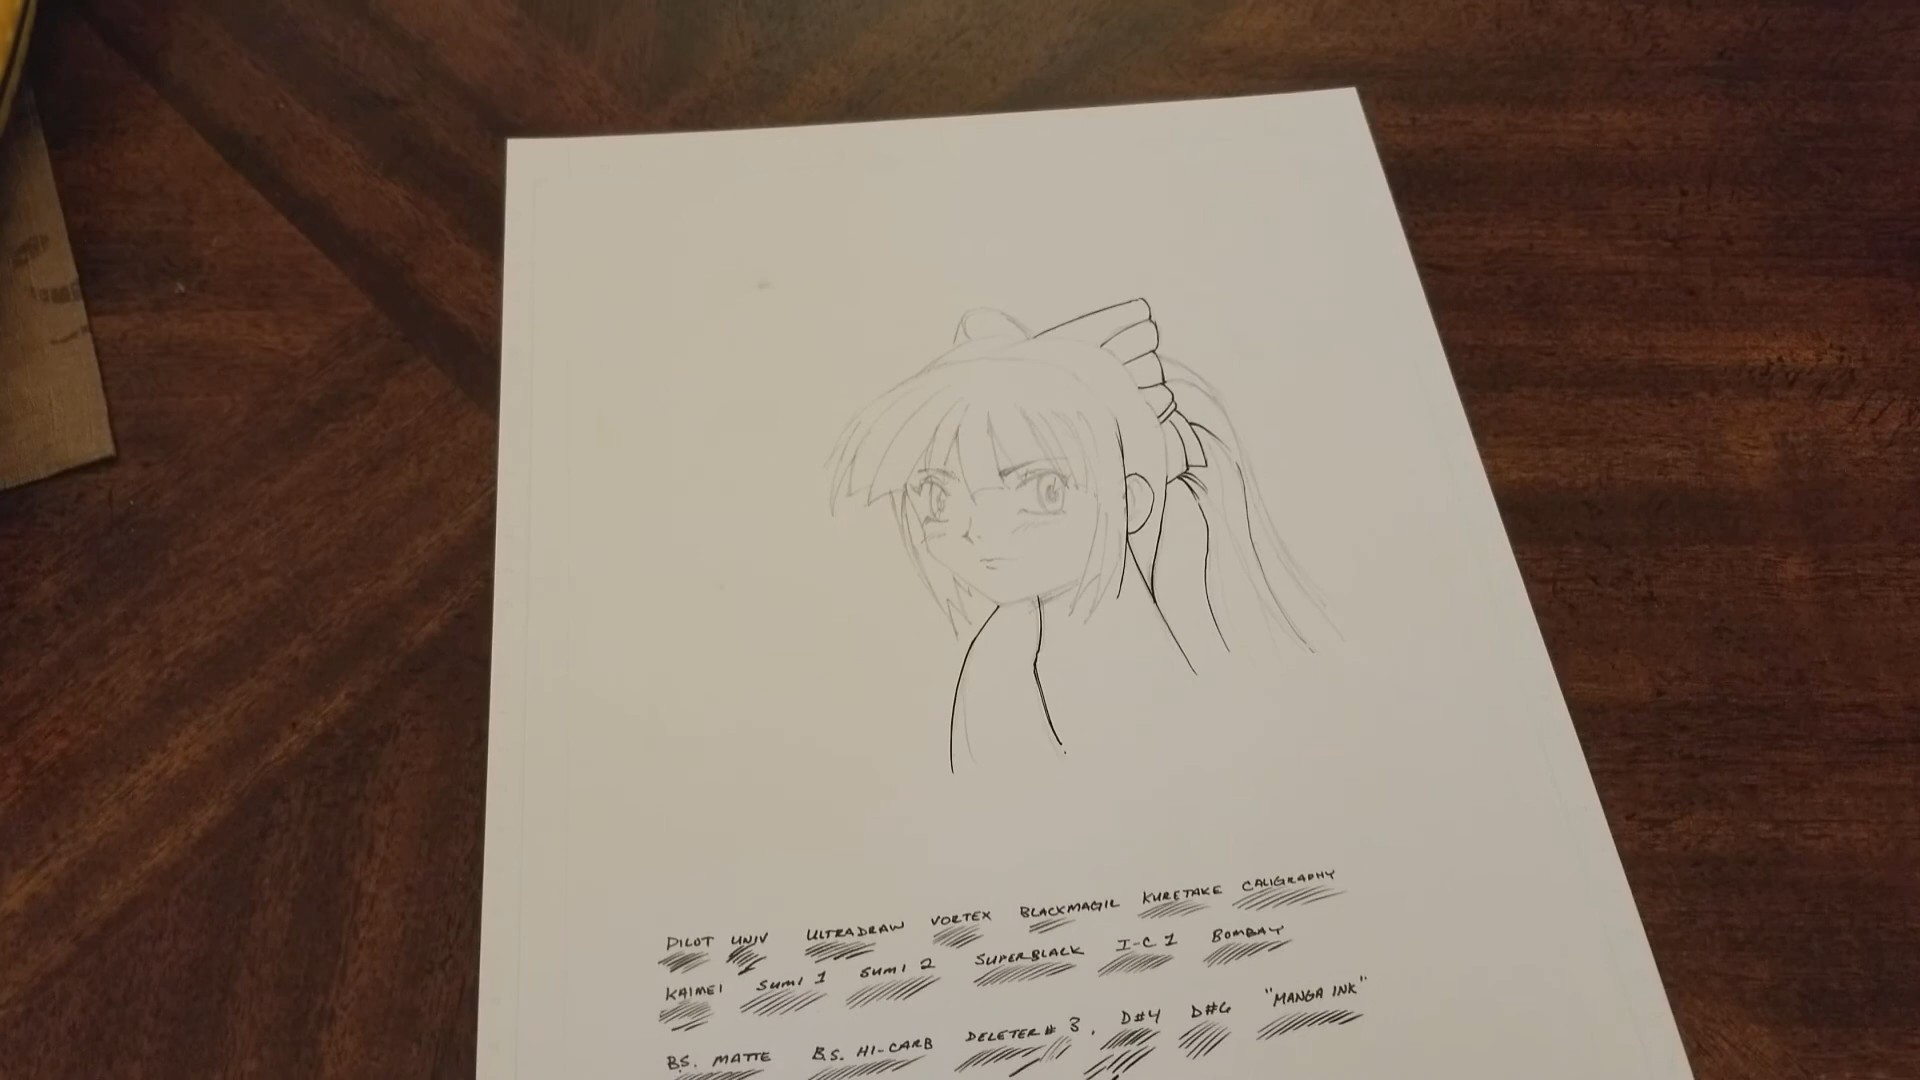 PILOT UNIV ULTRADRAW VORTEX BLACKMAGIC KURETAKE CALIGRAPHY
KAIMEI SUMI 1 SUMI 2 SUPERBLACK I-C 1 BOMBAY
B.S. MATTE B.S. HI-CARB DELETER # 3, D#4 D#6 "MANGA INK"